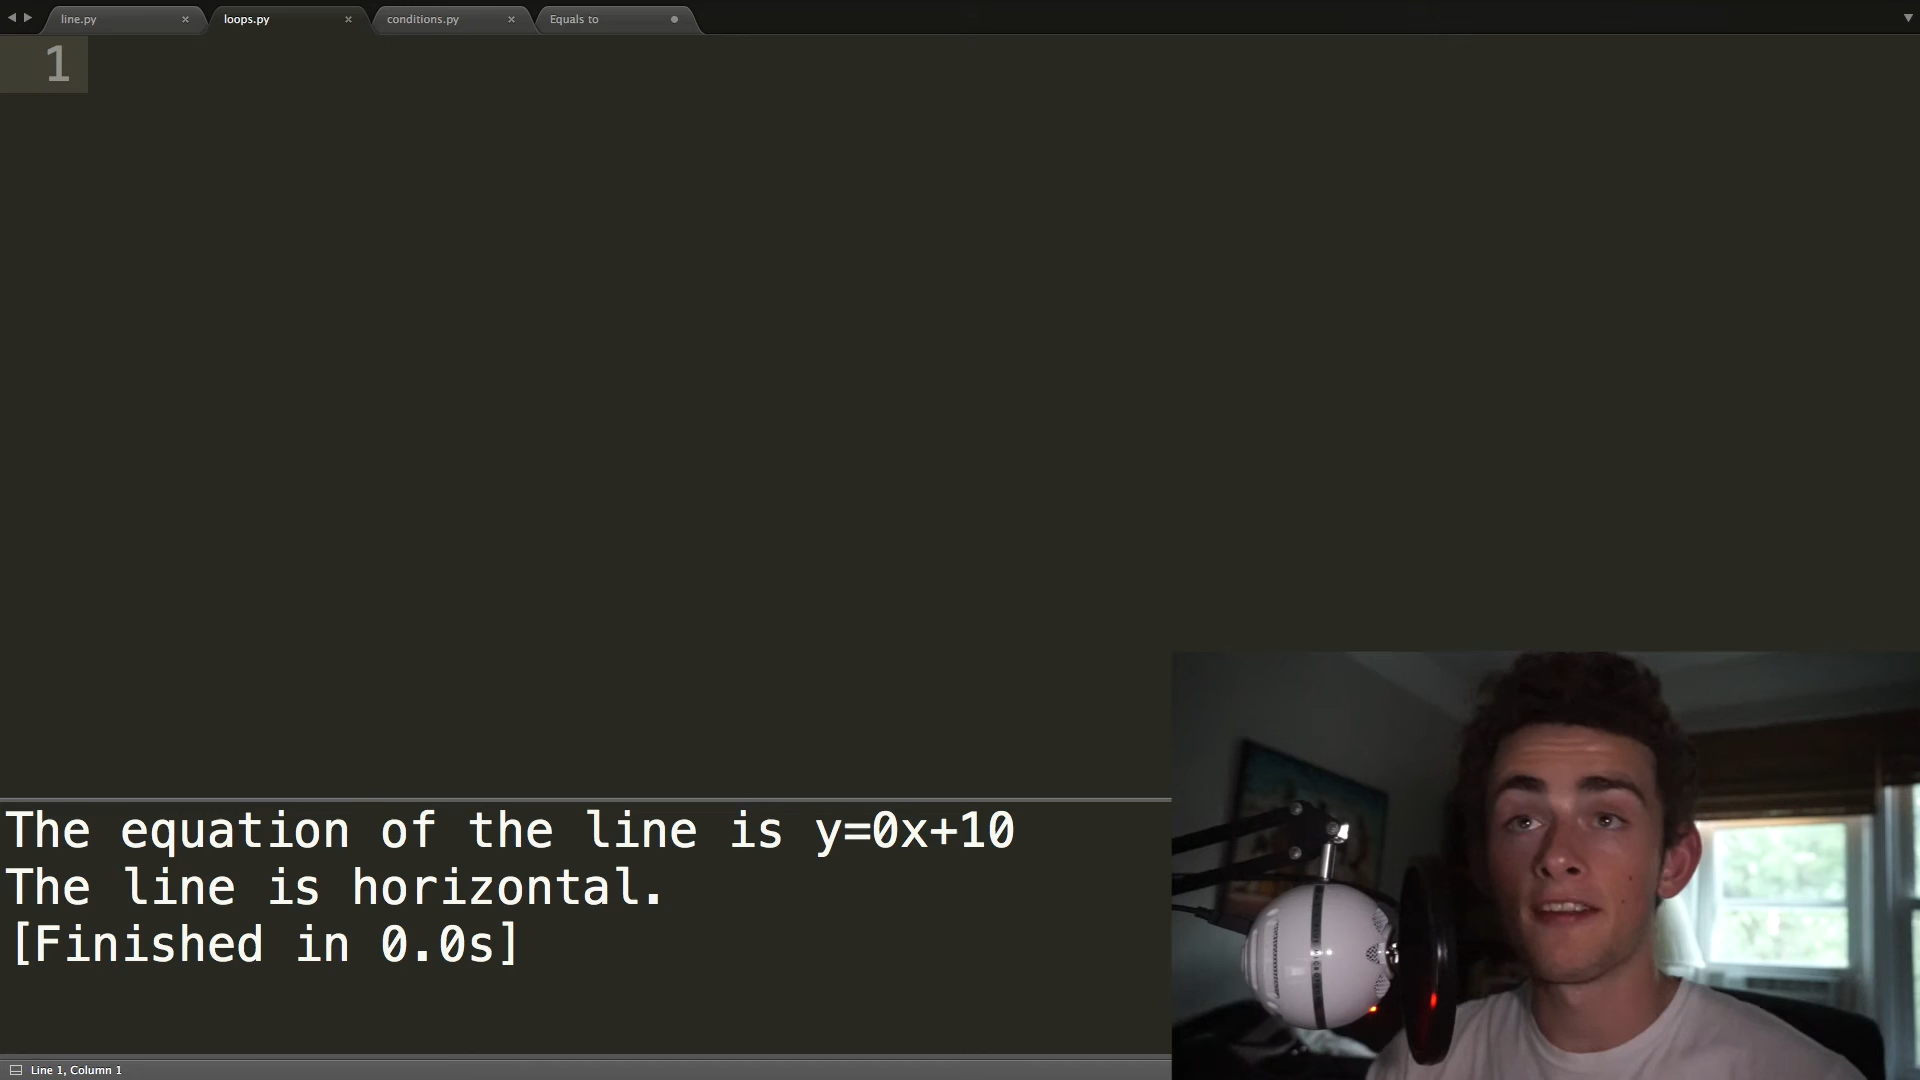 line.py
loops.py
conditions.py
Equals to
1
The equation of the line is y=0x+10
The line is horizontal.
[Finished in 0.0s]
Line 1, Column 1